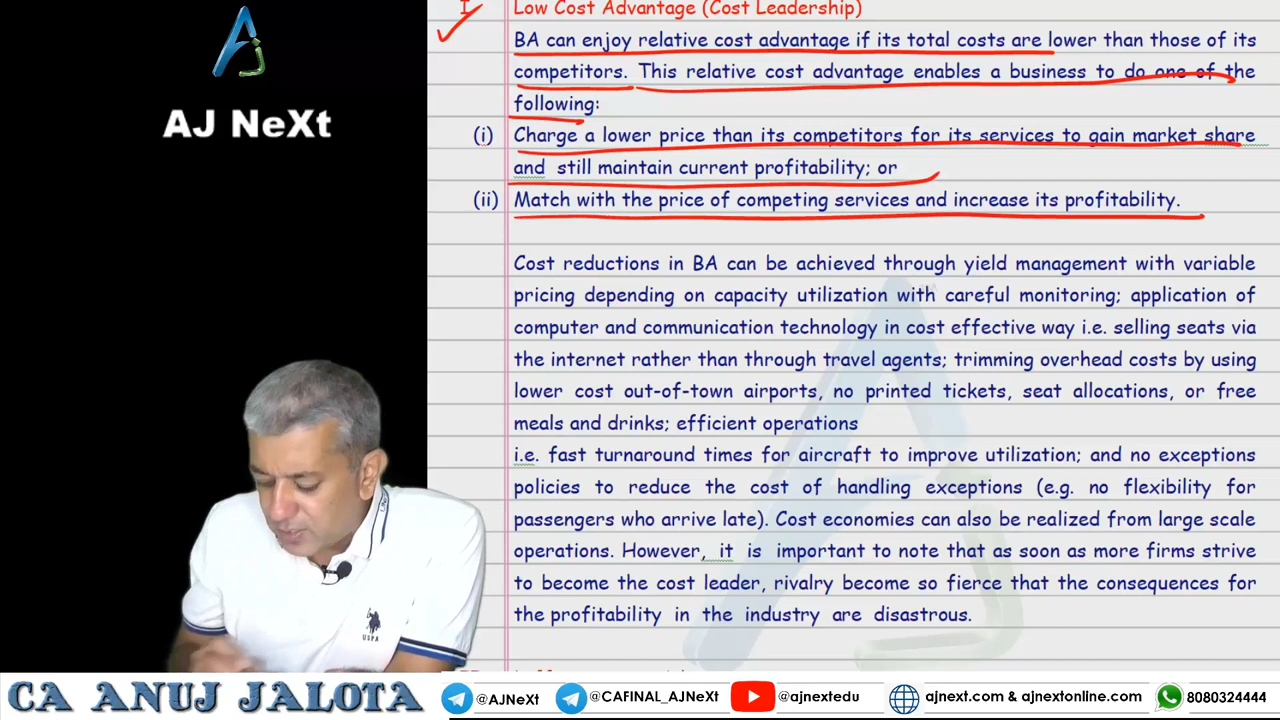 AJ NeXt
I Low Cost Advantage (Cost Leadership)
BA can enjoy relative cost advantage if its total costs are lower than those of its
competitors. This relative cost advantage enables a business to do one of the
following:
(i) Charge a lower price than its competitors for its services to gain market share
and still maintain current profitability; or
(ii) Match with the price of competing services and increase its profitability.
Cost reductions in BA can be achieved through yield management with variable
pricing depending on capacity utilization with careful monitoring; application of
computer and communication technology in cost effective way i.e. selling seats via
the internet rather than through travel agents; trimming overhead costs by using
lower cost out-of-town airports, no printed tickets, seat allocations, or free
meals and drinks; efficient operations
i.e. fast turnaround times for aircraft to improve utilization; and no exceptions
policies to reduce the cost of handling exceptions (e.g. no flexibility for
passengers who arrive late). Cost economies can also be realized from large scale
operations. However, it is important to note that as soon as more firms strive
to become the cost leader, rivalry become so fierce that the consequences for
the profitability in the industry are disastrous.
USPA
CA ANUJ JALOTA @AJNeXt @CAFINAL_AJNeXt @ajnextedu ajnext.com & ajnextonline.com 8080324444